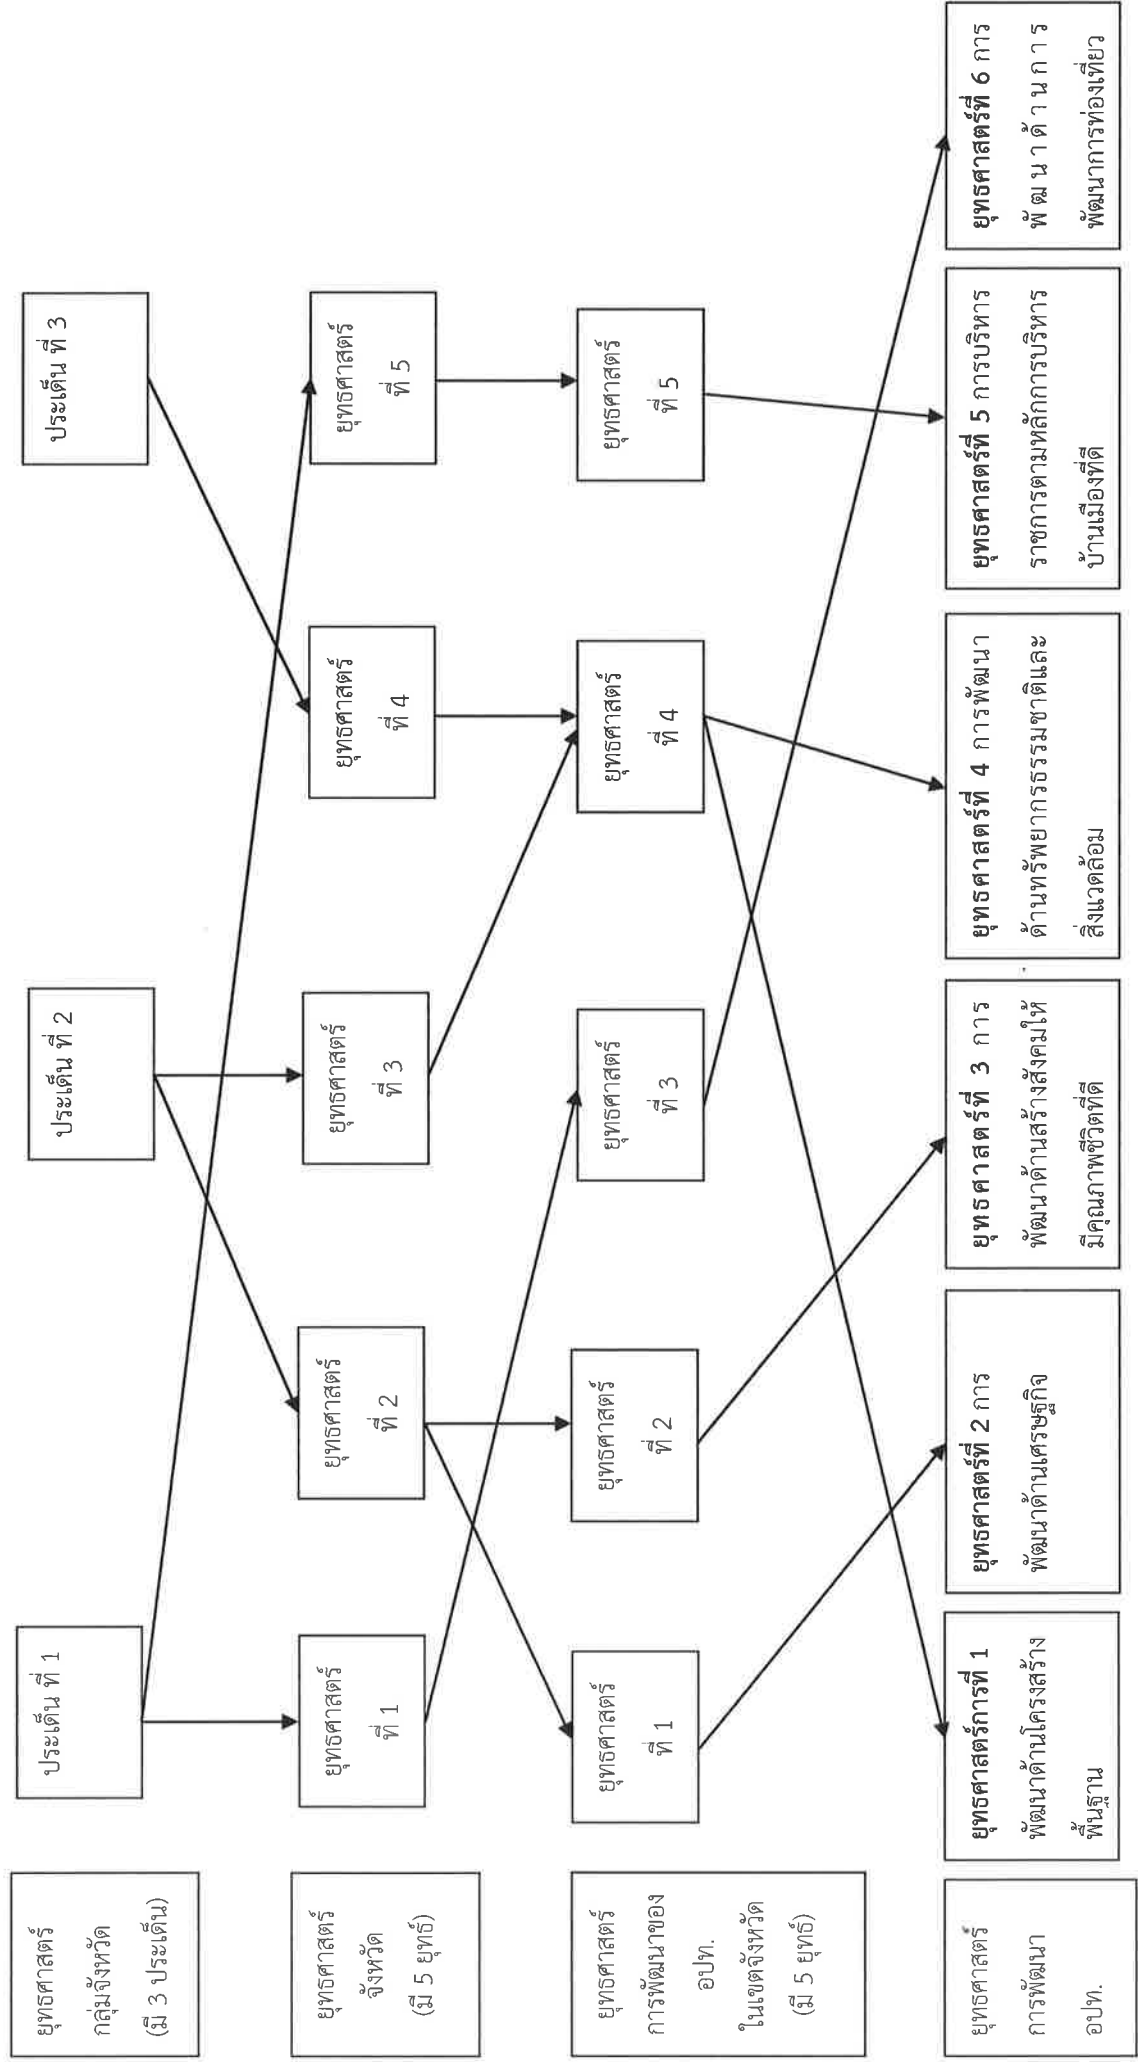 ยุทธศาสตร์
กลุ่มจังหวัด
(มี 3 ประเด็น)
ประเด็น ที่ 1
ประเด็น ที่ 2
ประเด็น ที่ 3
ยุทธศาสตร์
จังหวัด
(มี 5 ยุทธ์)
ยุทธศาสตร์
ที่ 1
ยุทธศาสตร์
ที่ 2
ยุทธศาสตร์
ที่ 3
ยุทธศาสตร์
ที่ 4
ยุทธศาสตร์
ที่ 5
ยุทธศาสตร์
การพัฒนาของ
อปท.
ในเขตจังหวัด
(มี 5 ยุทธ์)
ยุทธศาสตร์
ที่ 1
ยุทธศาสตร์
ที่ 2
ยุทธศาสตร์
ที่ 3
ยุทธศาสตร์
ที่ 4
ยุทธศาสตร์
ที่ 5
ยุทธศาสตร์
การพัฒนา
อปท.
ยุทธศาสตร์การที่ 1
พัฒนาด้านโครงสร้าง
พื้นฐาน
ยุทธศาสตร์ที่ 2 การ
พัฒนาด้านเศรษฐกิจ
ยุทธศาสตร์ที่ 3 การ
พัฒนาด้านสร้างสังคมให้
มีคุณภาพชีวิตที่ดี
ยุทธศาสตร์ที่ 4 การพัฒนา
ด้านทรัพยากรธรรมชาติและ
สิ่งแวดล้อม
ยุทธศาสตร์ที่ 5 การบริหาร
ราชการตามหลักการบริหาร
บ้านเมืองที่ดี
ยุทธศาสตร์ที่ 6 การ
พัฒนาด้านการ
พัฒนาการท่องเที่ยว